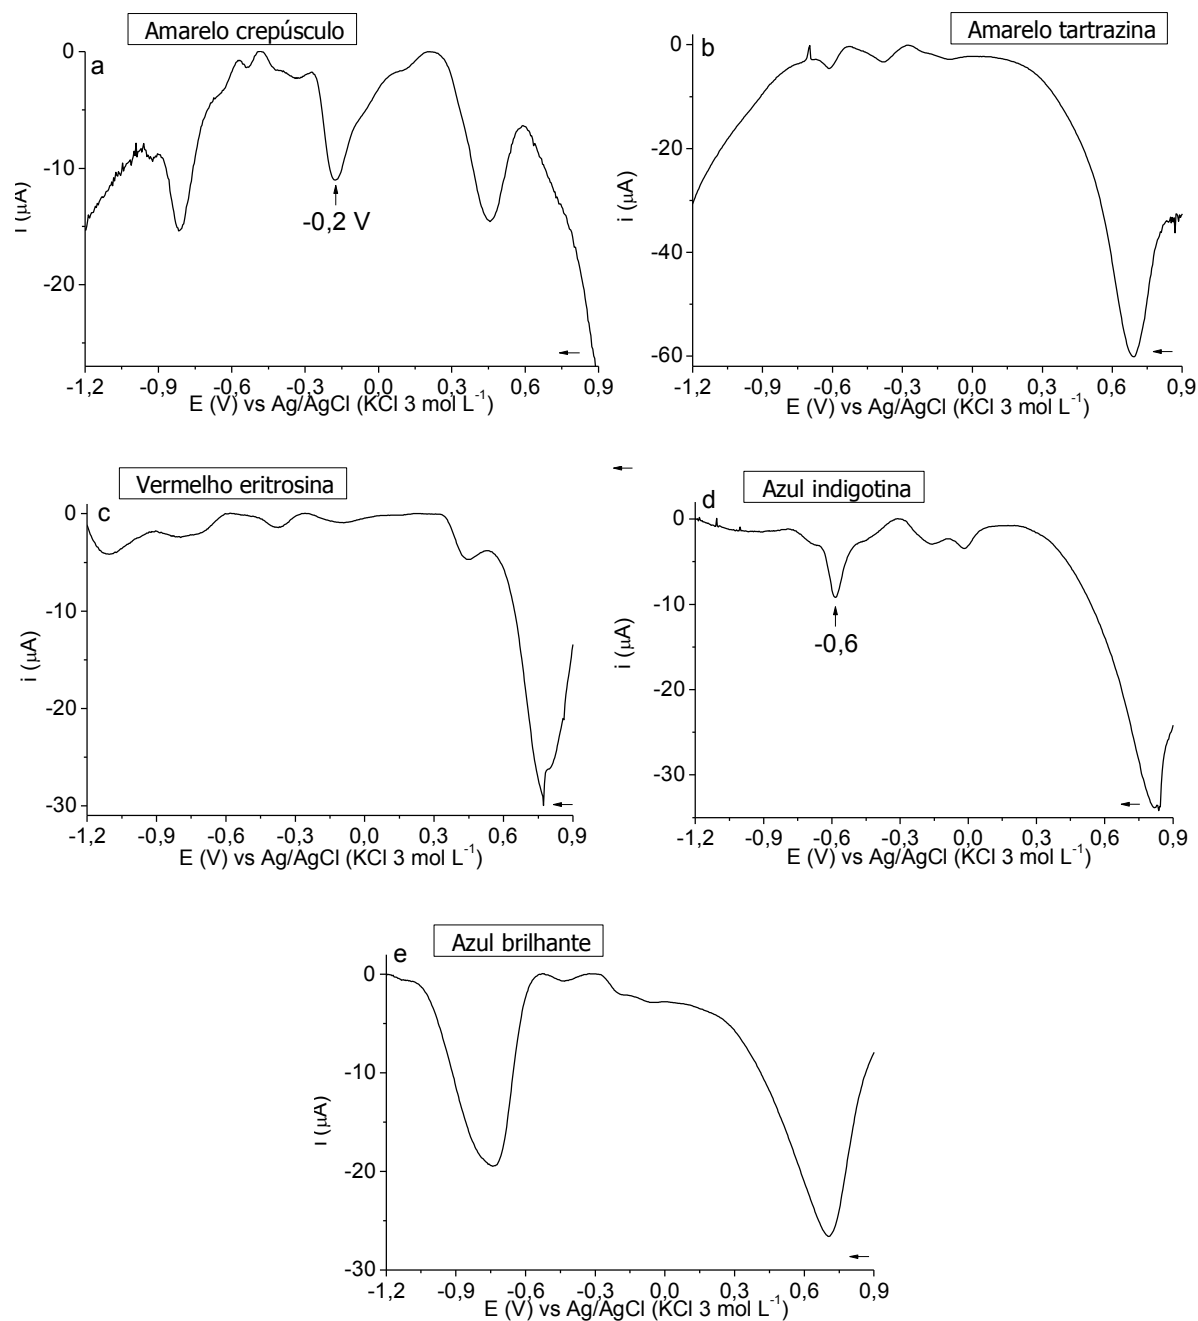 Amarelo crepúsculo
a
0
-10
-20
I (μA)
-0,2 V
-1,2 -0,9 -0,6 -0,3 0,0 0,3 0,6 0,9
E (V) vs Ag/AgCl (KCl 3 mol L⁻¹)
Amarelo tartrazina
b
0
-20
-40
-60
i (μA)
-1,2 -0,9 -0,6 -0,3 0,0 0,3 0,6 0,9
E (V) vs Ag/AgCl (KCl 3 mol L⁻¹)
Vermelho eritrosina
c
0
-10
-20
-30
i (μA)
-1,2 -0,9 -0,6 -0,3 0,0 0,3 0,6 0,9
E (V) vs Ag/AgCl (KCl 3 mol L⁻¹)
Azul indigotina
d
0
-10
-20
-30
i (μA)
-0,6
-1,2 -0,9 -0,6 -0,3 0,0 0,3 0,6 0,9
E (V) vs Ag/AgCl (KCl 3 mol L⁻¹)
Azul brilhante
e
0
-10
-20
-30
I (μA)
-1,2 -0,9 -0,6 -0,3 0,0 0,3 0,6 0,9
E (V) vs Ag/AgCl (KCl 3 mol L⁻¹)